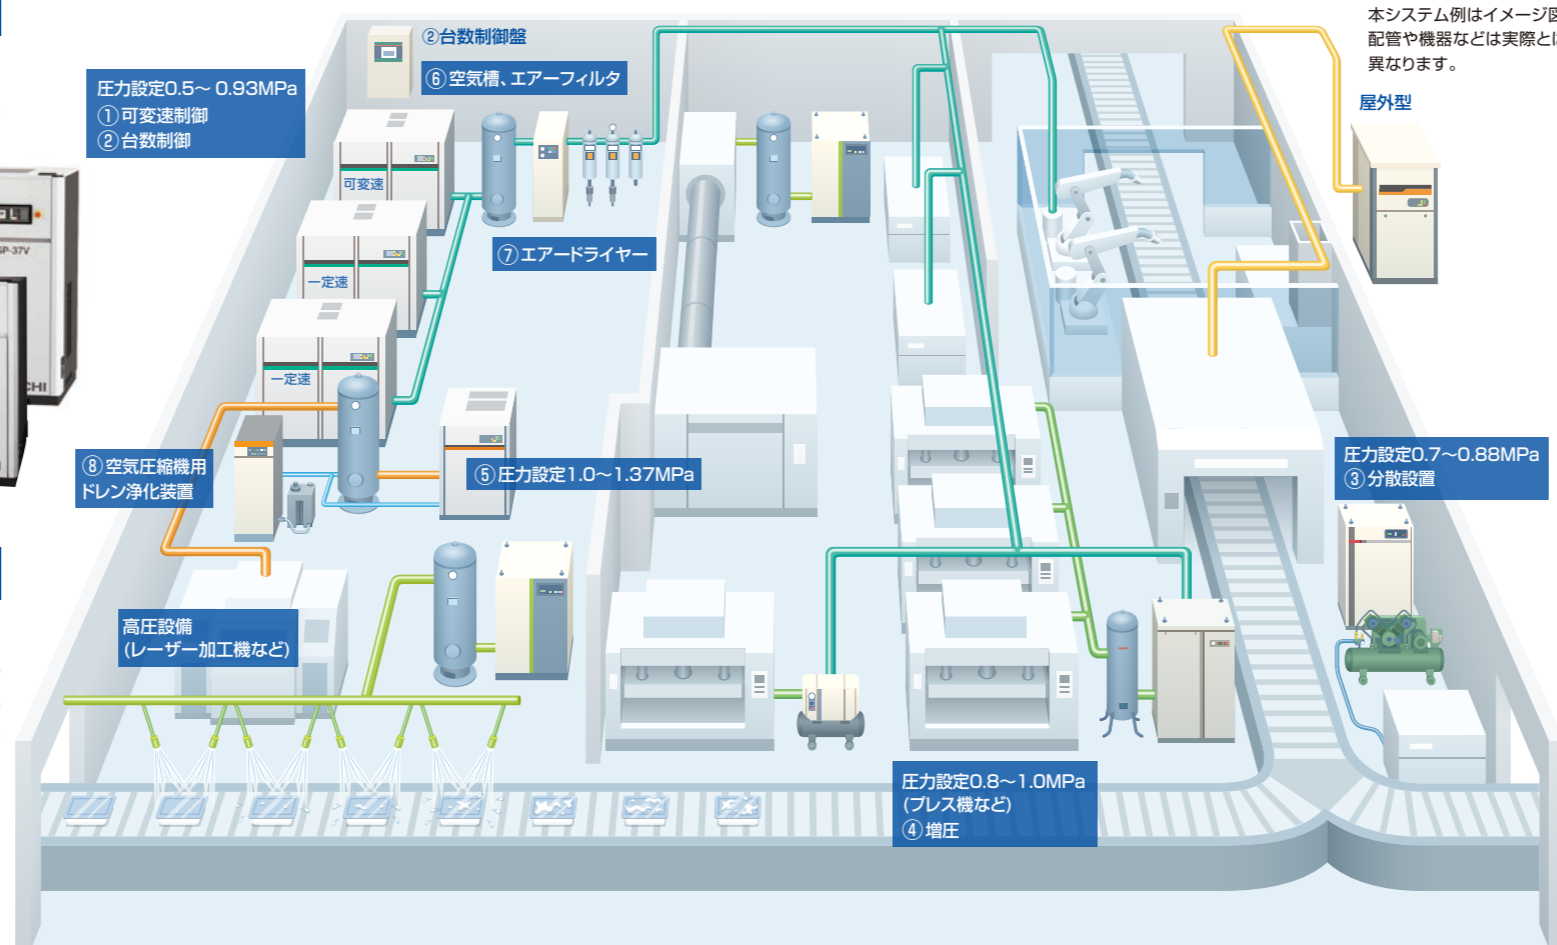 本システム例はイメージ図
配管や機器などは実際とは
異なります。
屋外型
②台数制御盤
⑥空気槽、エアーフィルタ
圧力設定0.5～0.93MPa
①可変速制御
②台数制御
可変速
SP-37V
⑦エアードライヤー
一定速
一定速
CHI
⑧空気圧縮機用
ドレン浄化装置
⑤圧力設定1.0～1.37MPa
圧力設定0.7～0.88MPa
③分散設置
高圧設備
(レーザー加工機など)
圧力設定0.8～1.0MPa
(プレス機など)
④増圧